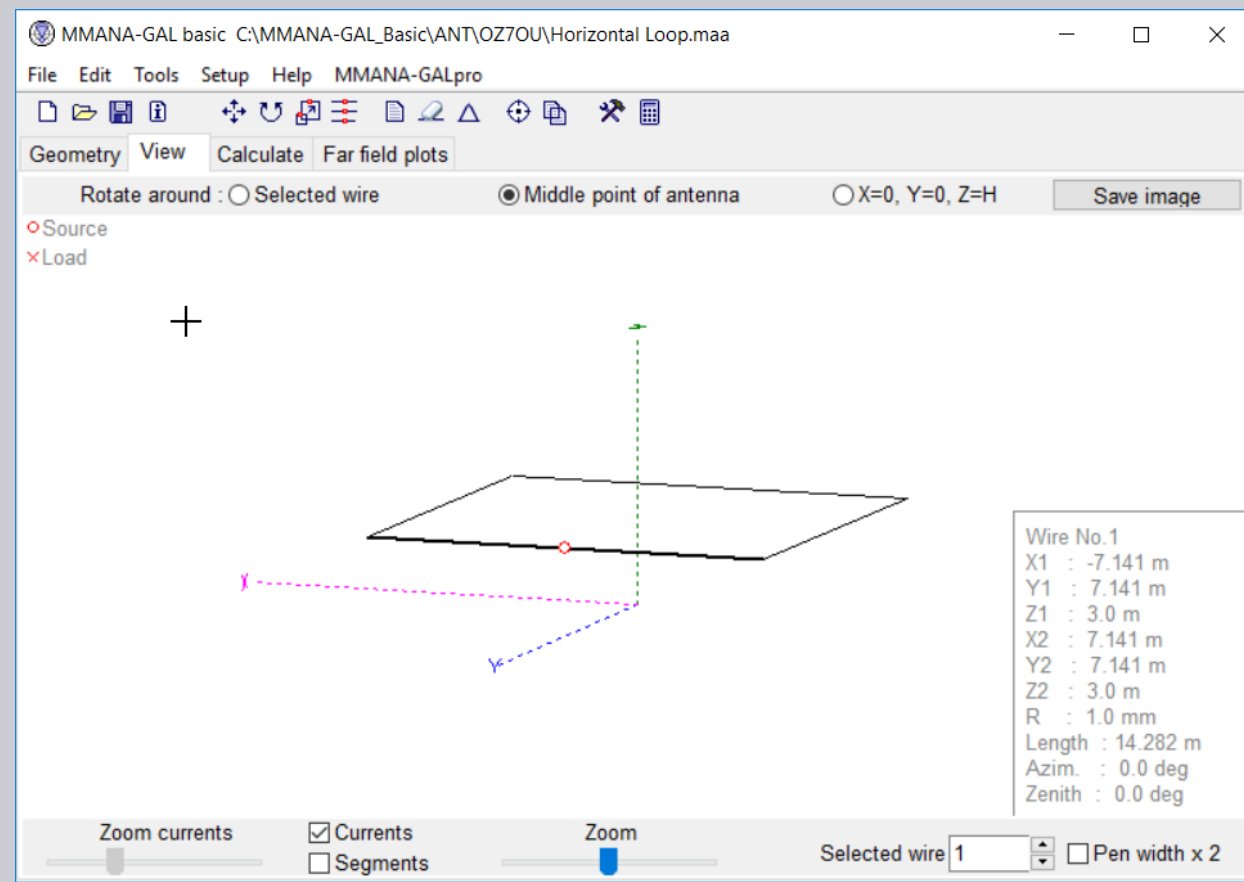 MMANA-GAL basic C:\MMANA-GAL_Basic\ANT\OZ7OU\Horizontal Loop.maa
File Edit Tools Setup Help MMANA-GALpro
Geometry View Calculate Far field plots
Rotate around : Selected wire Middle point of antenna X=0, Y=0, Z=H Save image
Source
Load
X
Y
Wire No.1
X1 : -7.141 m
Y1 : 7.141 m
Z1 : 3.0 m
X2 : 7.141 m
Y2 : 7.141 m
Z2 : 3.0 m
R : 1.0 mm
Length : 14.282 m
Azim. : 0.0 deg
Zenith : 0.0 deg
Zoom currents Currents Zoom
Segments Selected wire 1 Pen width x 2